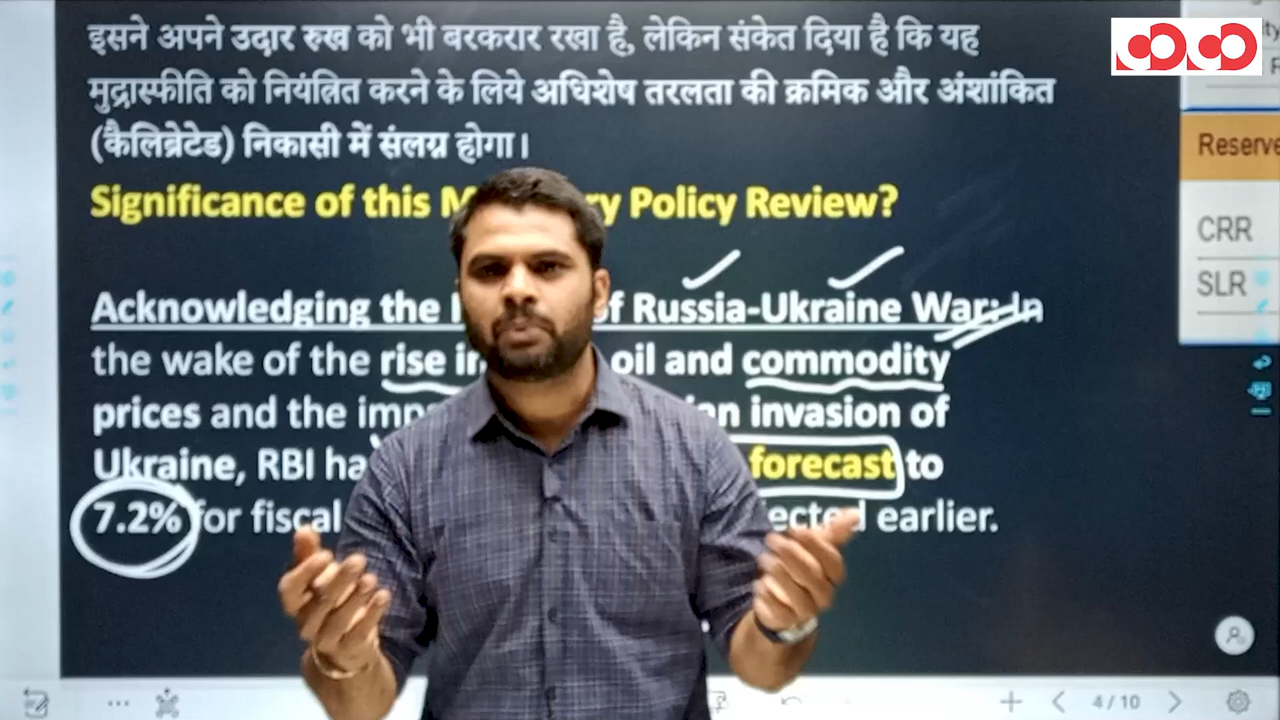 इसने अपने उदार रुख को भी बरकरार रखा है, लेकिन संकेत दिया है कि यह
मुद्रास्फीति को नियंत्रित करने के लिये अधिशेष तरलता की क्रमिक और अंशांकित
(कैलिब्रेटेड) निकासी में संलग्न होगा।
Significance of this Policy Review?
Acknowledging the of Russia-Ukraine War: In
the wake of the rise in oil and commodity
prices and the invasion of
Ukraine, RBI forecast to
7.2% for fiscal earlier.
Reserve
CRR
SLR
4/10